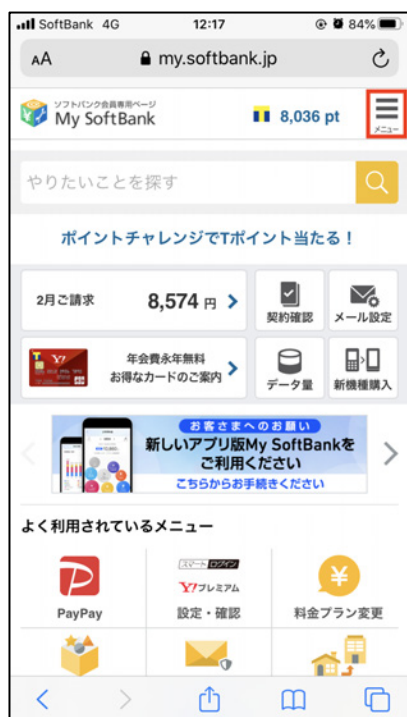 SoftBank 4G 12:17 84%
AA my.softbank.jp
ソフトバンク会員専用ページ
My SoftBank
8,036 pt
メニュー
やりたいことを探す
ポイントチャレンジでTポイント当たる!
2月ご請求 8,574 円
契約確認
メール設定
年会費永年無料
お得なカードのご案内
データ量
新機種購入
お客さまへのお願い
新しいアプリ版My SoftBankを
ご利用ください
こちらからお手続きください
よく利用されているメニュー
PayPay
スマートログイン
Y!プレミアム
設定・確認
料金プラン変更